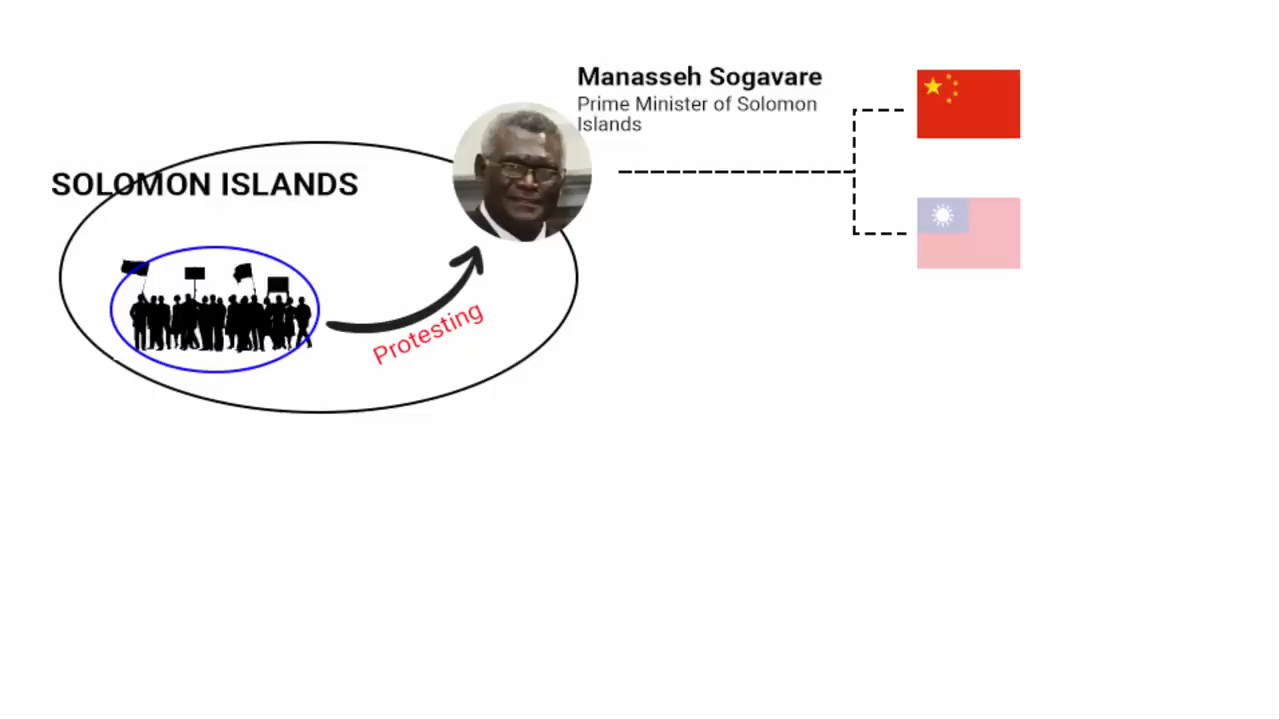 Manasseh Sogavare
Prime Minister of Solomon
Islands
SOLOMON ISLANDS
Protesting